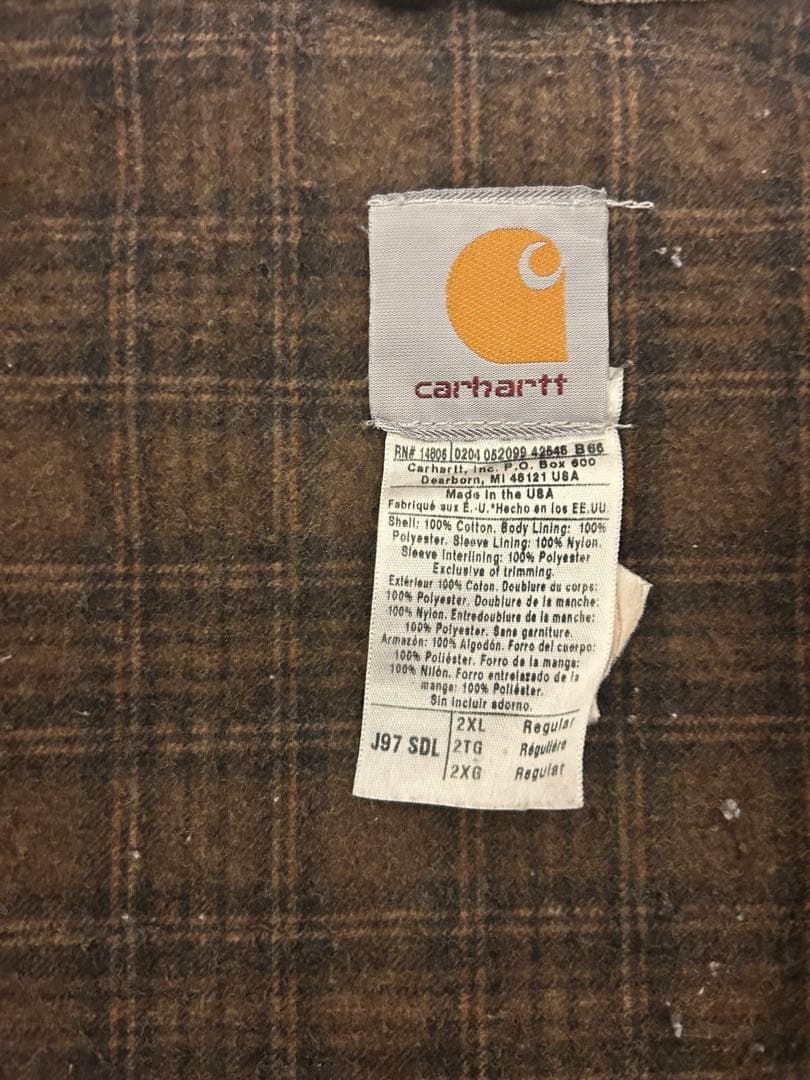 carhartt
RN# 14806 0204 052099 42546 B66
Carhartt, Inc. P.O. Box 600
Dearborn, MI 48121 USA
Made in the USA
Fabriqué aux É.-U.*Hecho en los EE.UU
Shell: 100% Cotton. Body Lining: 100%
Polyester. Sleeve Lining: 100% Nylon.
Sleeve Interlining: 100% Polyester
Exclusive of trimming.
Extérieur 100% Coton. Doublure du corps:
100% Polyester. Doublure de la manche:
100% Nylon. Entredoublure de la manche:
100% Polyester. Sans garniture.
Armazón: 100% Algodón. Forro del cuerpo:
100% Poliéster. Forro de la manga:
100% Nilón. Forro entrelazado de la
manga: 100% Poliéster.
Sin incluir adorno.
J97 SDL
2XL Regular
2TG Régulière
2XG Regular